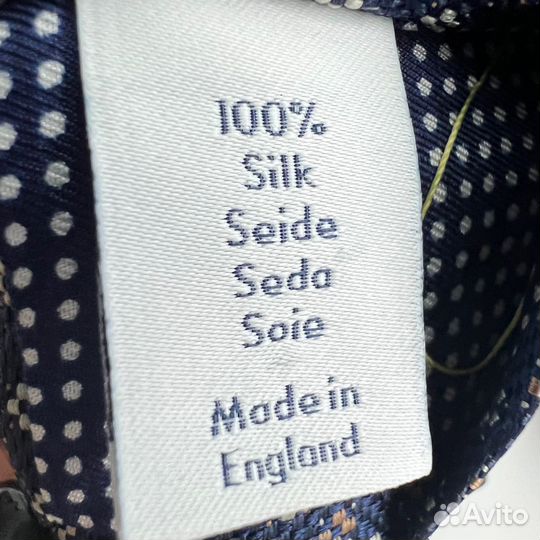 100%
Silk
Seide
Seda
Soie
Made in
England
Avito